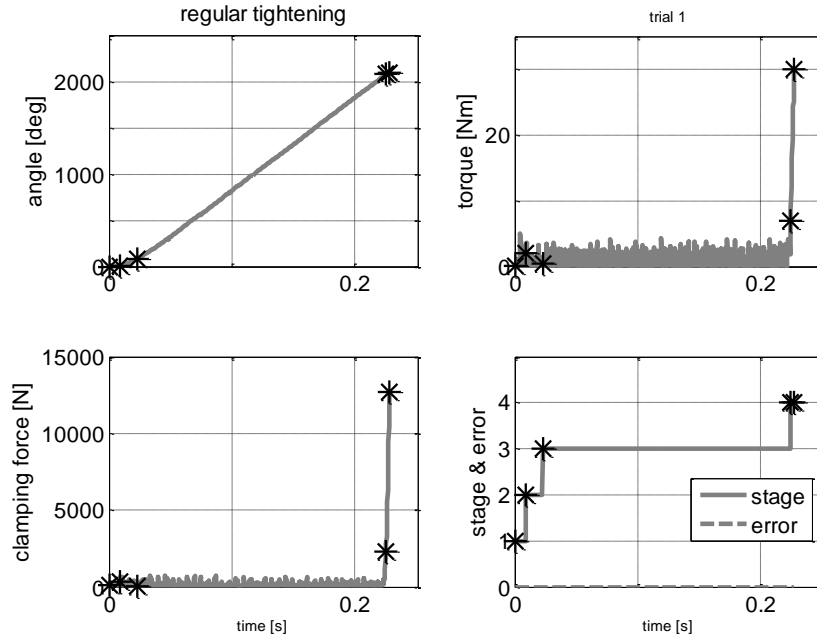 regular tightening
trial 1
angle [deg]
2000
1000
0
0
0.2
torque [Nm]
20
0
0
0.2
clamping force [N]
15000
10000
5000
0
0
0.2
time [s]
stage & error
4
3
2
1
0
0
0.2
time [s]
stage
error